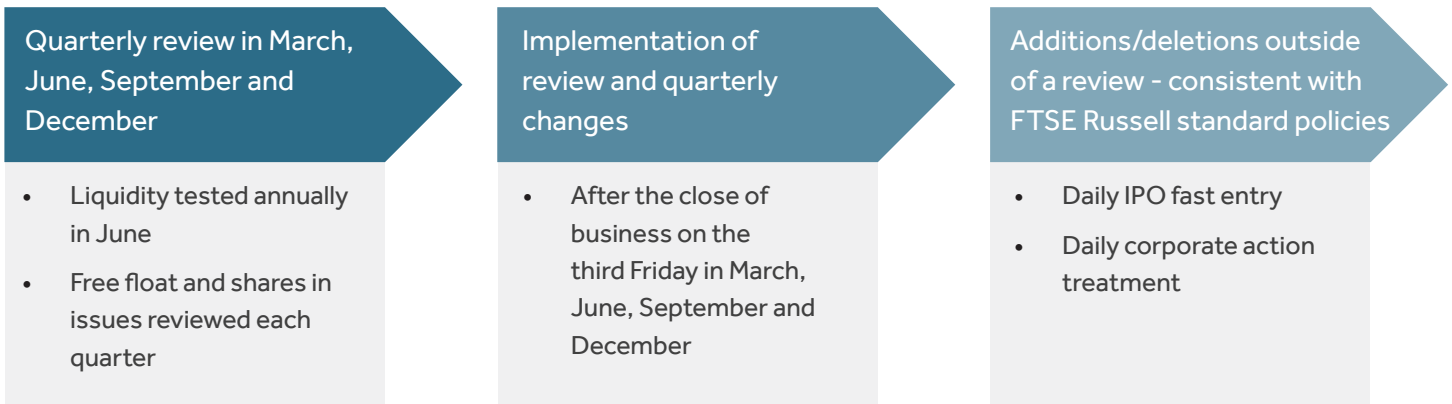 Quarterly review in March,
June, September and
December
• Liquidity tested annually
in June
• Free float and shares in
issues reviewed each
quarter
Implementation of
review and quarterly
changes
• After the close of
business on the
third Friday in March,
June, September and
December
Additions/deletions outside
of a review - consistent with
FTSE Russell standard policies
• Daily IPO fast entry
• Daily corporate action
treatment